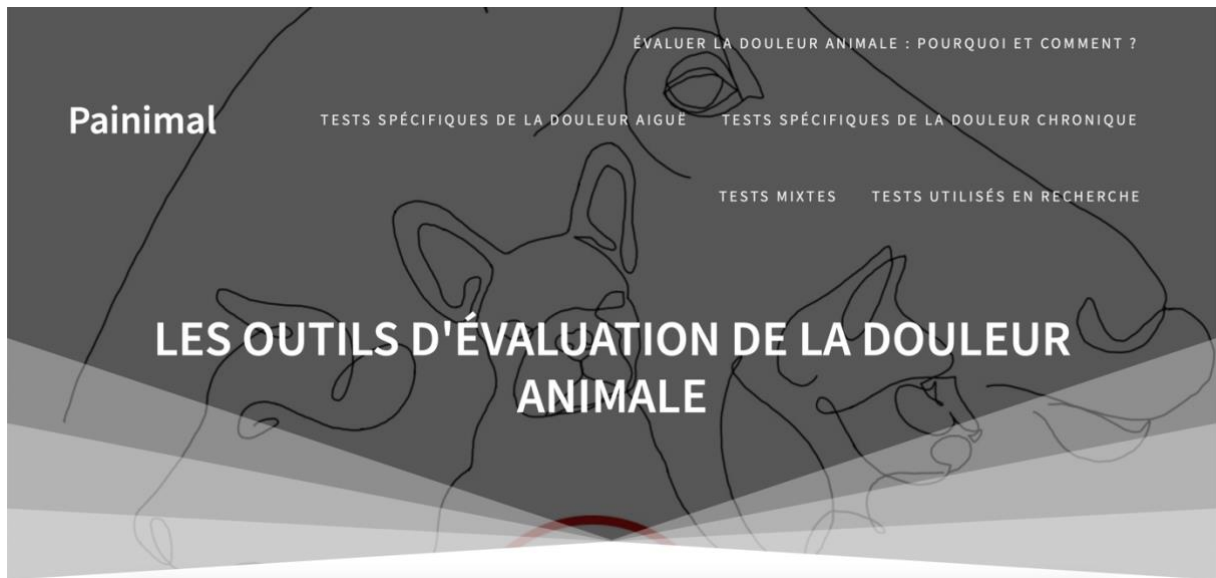 ÉVALUER LA DOULEUR ANIMALE : POURQUOI ET COMMENT ?
Painimal
TESTS SPÉCIFIQUES DE LA DOULEUR AIGUË
TESTS SPÉCIFIQUES DE LA DOULEUR CHRONIQUE
TESTS MIXTES
TESTS UTILISÉS EN RECHERCHE
LES OUTILS D'ÉVALUATION DE LA DOULEUR
ANIMALE